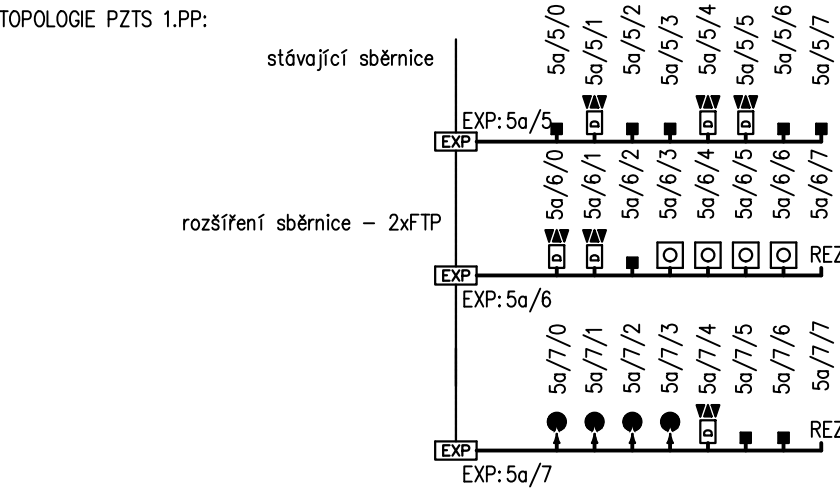 TOPOLOGIE PZTS 1.PP:
stávající sběrnice
5a/5/0
5a/5/1
5a/5/2
5a/5/3
5a/5/4
5a/5/5
5a/5/6
5a/5/7
EXP:5a/5
EXP
D
D
D
rozšíření sběrnice – 2xFTP
5a/6/0
5a/6/1
5a/6/2
5a/6/3
5a/6/4
5a/6/5
5a/6/6
5a/6/7
D
D
REZ
EXP
EXP:5a/6
5a/7/0
5a/7/1
5a/7/2
5a/7/3
5a/7/4
5a/7/5
5a/7/6
5a/7/7
D
REZ
EXP
EXP:5a/7